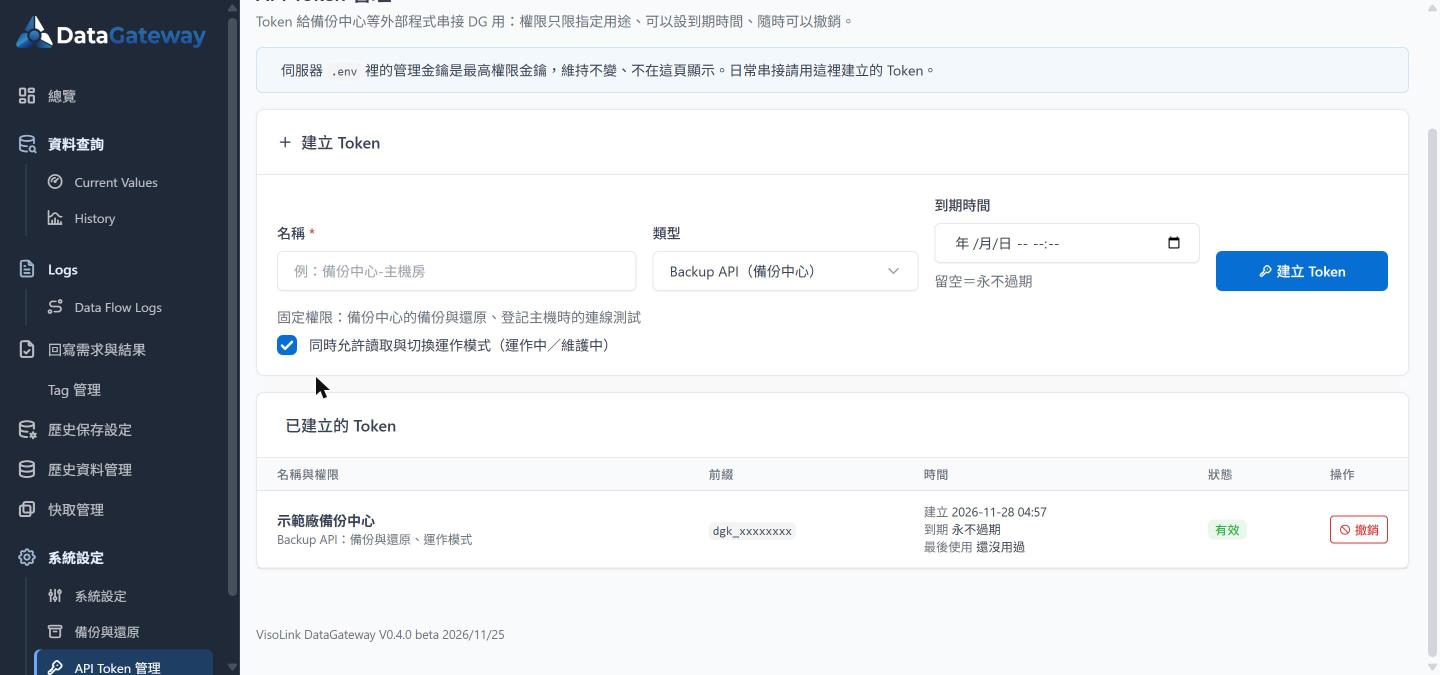 DataGateway
總覽
資料查詢
Current Values
History
Logs
Data Flow Logs
回寫需求與結果
Tag 管理
歷史保存設定
歷史資料管理
快取管理
系統設定
系統設定
備份與還原
API Token 管理
Token 給備份中心等外部程式串接 DG 用：權限只限指定用途、可以設到期時間、隨時可以撤銷。
伺服器 .env 裡的管理金鑰是最高權限金鑰，維持不變、不在這頁顯示。日常串接請用這裡建立的 Token。
建立 Token
名稱 *
例：備份中心-主機房
類型
Backup API（備份中心）
到期時間
年 /月/日 -- --:--
留空＝永不過期
建立 Token
固定權限：備份中心的備份與還原、登記主機時的連線測試
同時允許讀取與切換運作模式（運作中／維護中）
已建立的 Token
名稱與權限 前綴 時間 狀態 操作
示範廠備份中心
Backup API：備份與還原、運作模式
dgk_xxxxxxxx
建立 2026-11-28 04:57
到期 永不過期
最後使用 還沒用過
有效
撤銷
VisoLink DataGateway V0.4.0 beta 2026/11/25